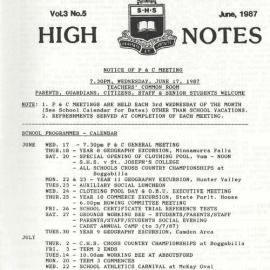 Vol.3 No.5
June, 1987
S H S
HIGH NOTES
NOTICE OF P & C MEETING
7.30PM, WEDNESDAY, JUNE 17, 1987
TEACHERS' COMMON ROOM
PARENTS, GUARDIANS, CITIZENS, STAFF & SENIOR STUDENTS WELCOME
NOTE: 1. P & C MEETINGS ARE HELD EACH 3rd WEDNESDAY OF THE MONTH
(See School Calendar for Dates) OTHER THAN SCHOOL VACATIONS.
2. REFRESHMENTS SERVED AT COMPLETION OF EACH MEETING.
SCHOOL PROGRAMMES - CALENDAR
JUNE WED. 17 - 7.30pm P & C GENERAL MEETING
THUR.18 - YEAR 8 GEOGRAPHY EXCURSION, Minnamurra Falls
SAT. 20 - SPECIAL OPENING OF CLOTHING POOL, 9am - NOON
- S.H.S. v St. JOSEPH'S COLLEGE
- ALL SCHOOLS CROSS COUNTRY CHAMPIONSHIPS at
Boggabilla
MON. 22 & 23 - YEAR 11 GEOGRAPHY EXCURSION, Hunter Valley
TUES.23 - AUXILIARY SOCIAL LUNCHEON
WED. 24 - CLOTHING POOL DAY & O.B.U. EXECUTIVE MEETING
THUR.25 - YEAR 10 COMMERCE EXCURSION, State Parlt. House
- 6.00pm ROWING COMMITTEE MEETING
FRI. 26 - SCHOOL CERTIFICATE TRIAL REFERENCE TESTS
SAT. 27 - GEODAR WORKING BEE - STUDENTS/PARENTS/STAFF
- PARENTS/STAFF/STUDENTS SOCIAL EVENING
- CADET ANNUAL CAMP (to 3/7/87)
TUES.30 - YEAR 9 GEOGRAPHY EXCURSION, Camden Area
JULY
THUR. 2 - C.H.S. CROSS COUNTRY CHAMPIONSHIPS at Boggabilla
FRI. 3 - TERM 2 ENDS
TUES.14 - 10.00am WORKING BEE AT ABBOTSFORD
MON. 20 - TERM 3 COMMENCES
WED. 22 - SCHOOL ATHLETICS CARNIVAL at McKay Oval